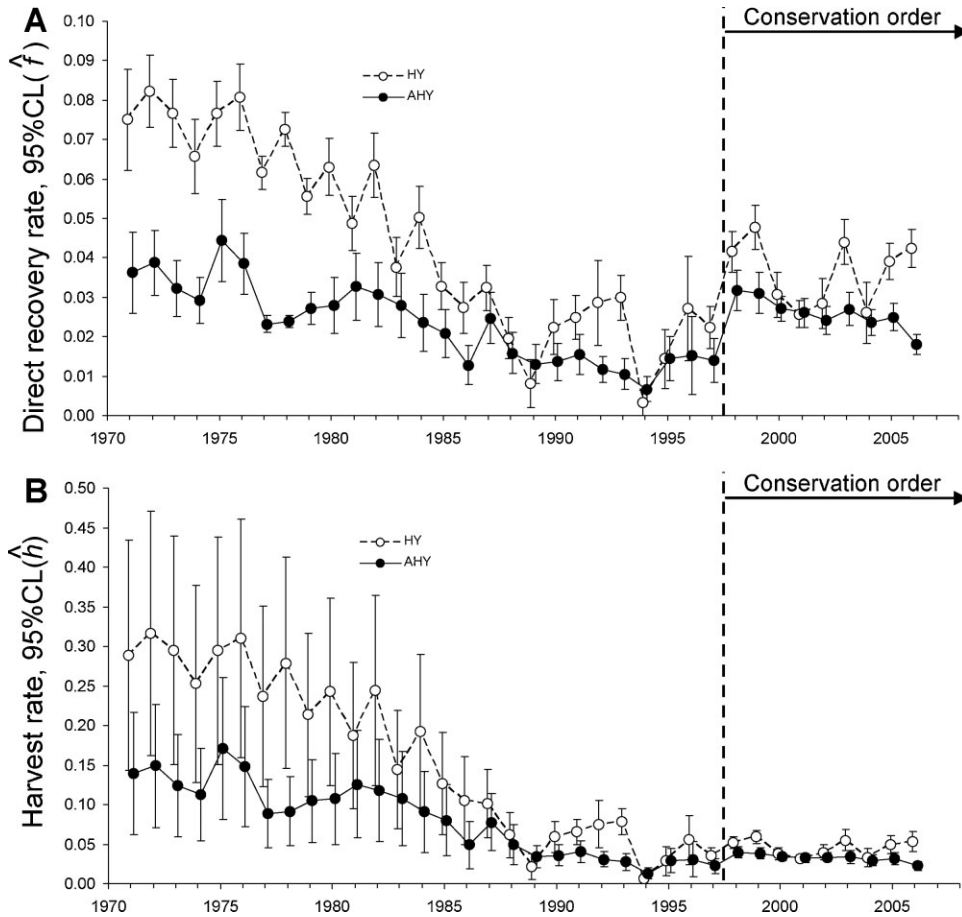 A
Conservation order
HY
AHY
Direct recovery rate, 95%CL(f̂)
0.10
0.09
0.08
0.07
0.06
0.05
0.04
0.03
0.02
0.01
0.00
1970 1975 1980 1985 1990 1995 2000 2005
B
Conservation order
HY
AHY
Harvest rate, 95%CL(ĥ)
0.50
0.45
0.40
0.35
0.30
0.25
0.20
0.15
0.10
0.05
0.00
1970 1975 1980 1985 1990 1995 2000 2005